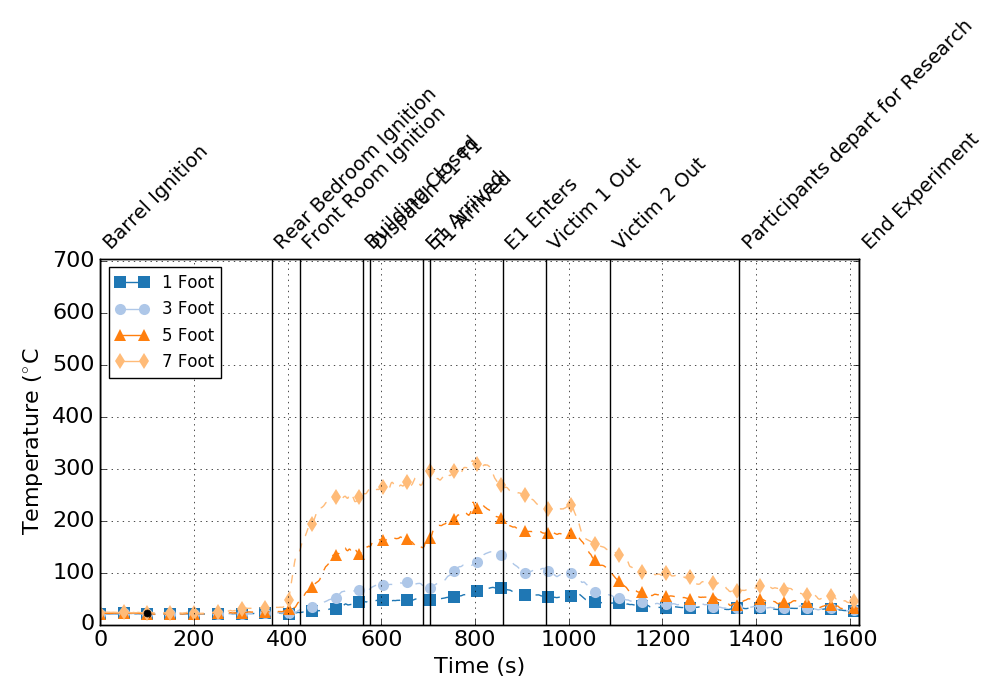 Barrel Ignition
Rear Bedroom Ignition
Front Room Ignition
Building Closed
Dispatch E1 T1
E1 Arrived
T1 Arrived
E1 Enters
Victim 1 Out
Victim 2 Out
Participants depart for Research
End Experiment
1 Foot
3 Foot
5 Foot
7 Foot
700
600
500
400
300
200
100
0
Temperature (°C
0 200 400 600 800 1000 1200 1400 1600
Time (s)